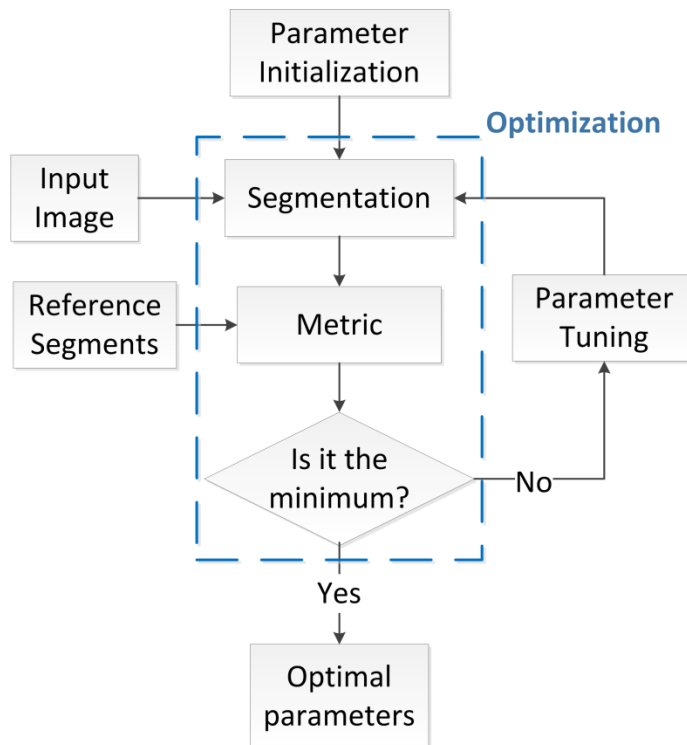 Parameter
Initialization
Optimization
Input
Image
Segmentation
Reference
Segments
Metric
Parameter
Tuning
Is it the
minimum?
No
Yes
Optimal
parameters